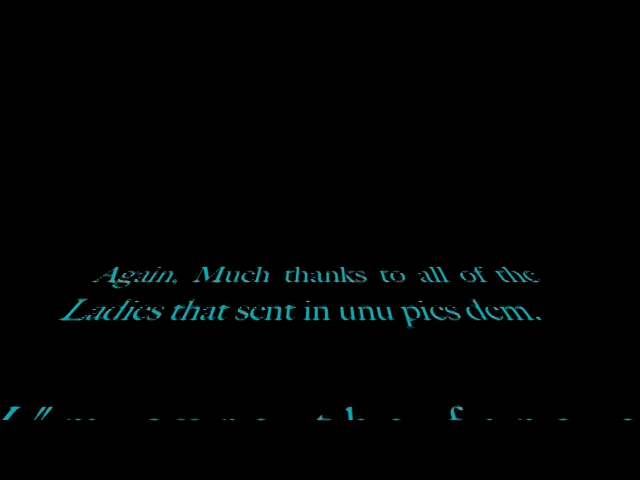 Again, Much thanks to all of the
Ladies that sent in unu pics dem.